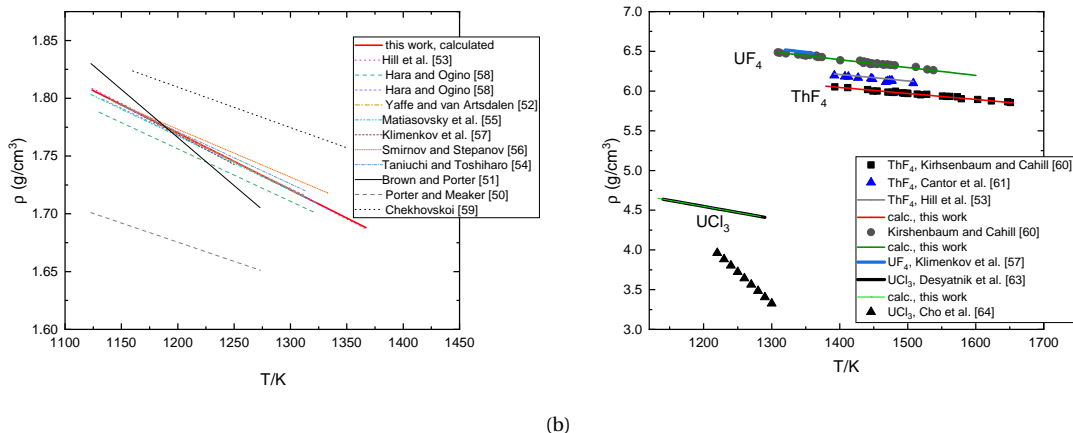 1.85
1.80
1.75
1.70
1.65
1.60
ρ (g/cm³)
1100 1150 1200 1250 1300 1350 1400 1450
T/K
this work, calculated
Hill et al. [53]
Hara and Ogino [58]
Hara and Ogino [58]
Yaffe and van Artsdalen [52]
Matiasovsky et al. [55]
Klimenkov et al. [57]
Smirnov and Stepanov [56]
Taniuchi and Toshiharo [54]
Brown and Porter [51]
Porter and Meaker [50]
Chekhovskoi [59]
7.0
6.5
6.0
5.5
5.0
4.5
4.0
3.5
3.0
ρ (g/cm³)
1200 1300 1400 1500 1600 1700
T/K
UF₄
ThF₄
UCl₃
ThF₄, Kirhsenbaum and Cahill [60]
ThF₄, Cantor et al. [61]
ThF₄, Hill et al. [53]
calc., this work
Kirshenbaum and Cahill [60]
calc., this work
UF₄, Klimenkov et al. [57]
UCl₃, Desyatnik et al. [63]
calc., this work
UCl₃, Cho et al. [64]
(b)